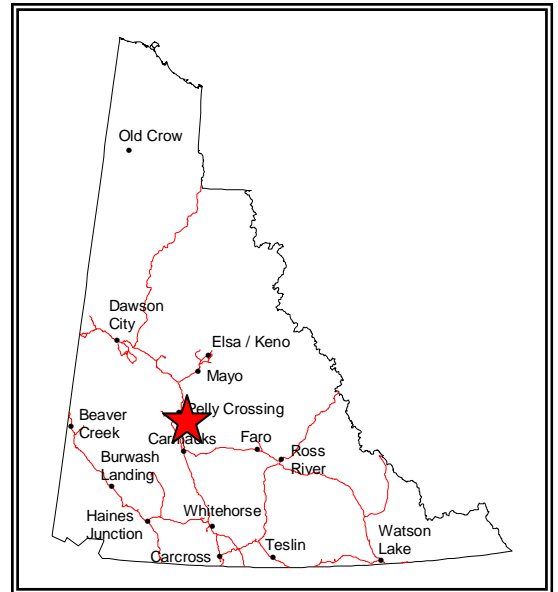 Old Crow
Dawson
City
Elsa / Keno
Mayo
Pelly Crossing
Beaver
Creek
Carmacks
Faro
Ross
River
Burwash
Landing
Haines
Junction
Whitehorse
Watson
Lake
Teslin
Carcross